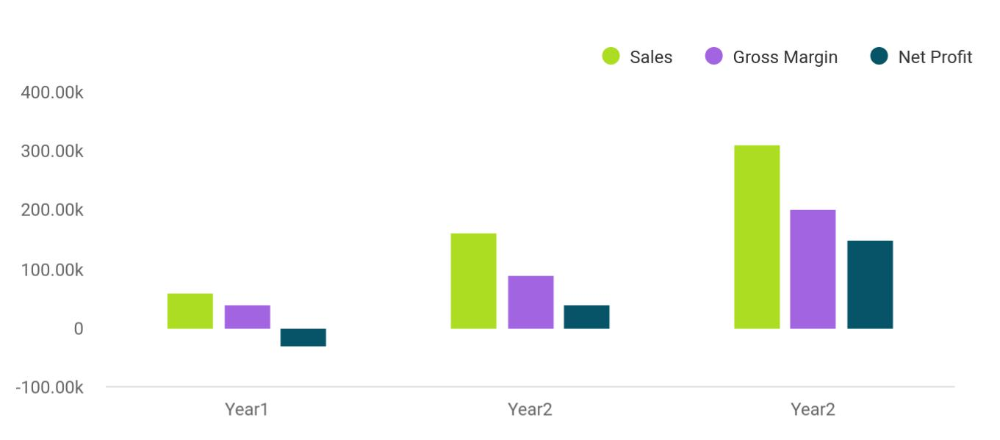 Sales Gross Margin Net Profit
400.00k
300.00k
200.00k
100.00k
0
-100.00k
Year1 Year2 Year2